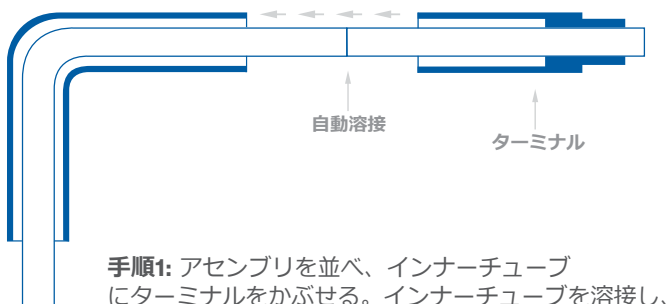 自動溶接
ターミナル
手順1: アセンブリを並べ、インナーチューブ
にターミナルをかぶせる。インナーチューブを溶接し、